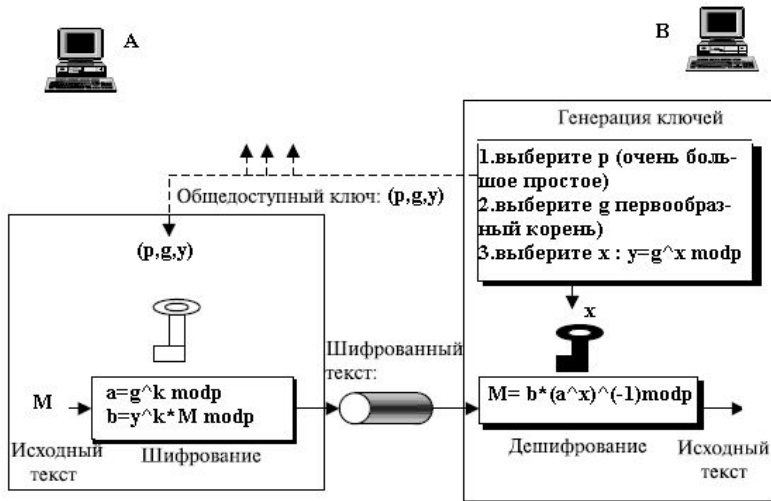 A
B
Генерация ключей
1.выберите p (очень боль-
шое простое)
2.выберите g первообраз-
ный корень)
3.выберите x : y=g^x modp
Общедоступный ключ: (p,g,y)
(p,g,y)
x
Шифрованный
текст:
M
a=g^k modp
b=y^k*M modp
M= b*(a^x)^(-1)modp
Исходный
текст
Шифрование
Дешифрование
Исходный
текст